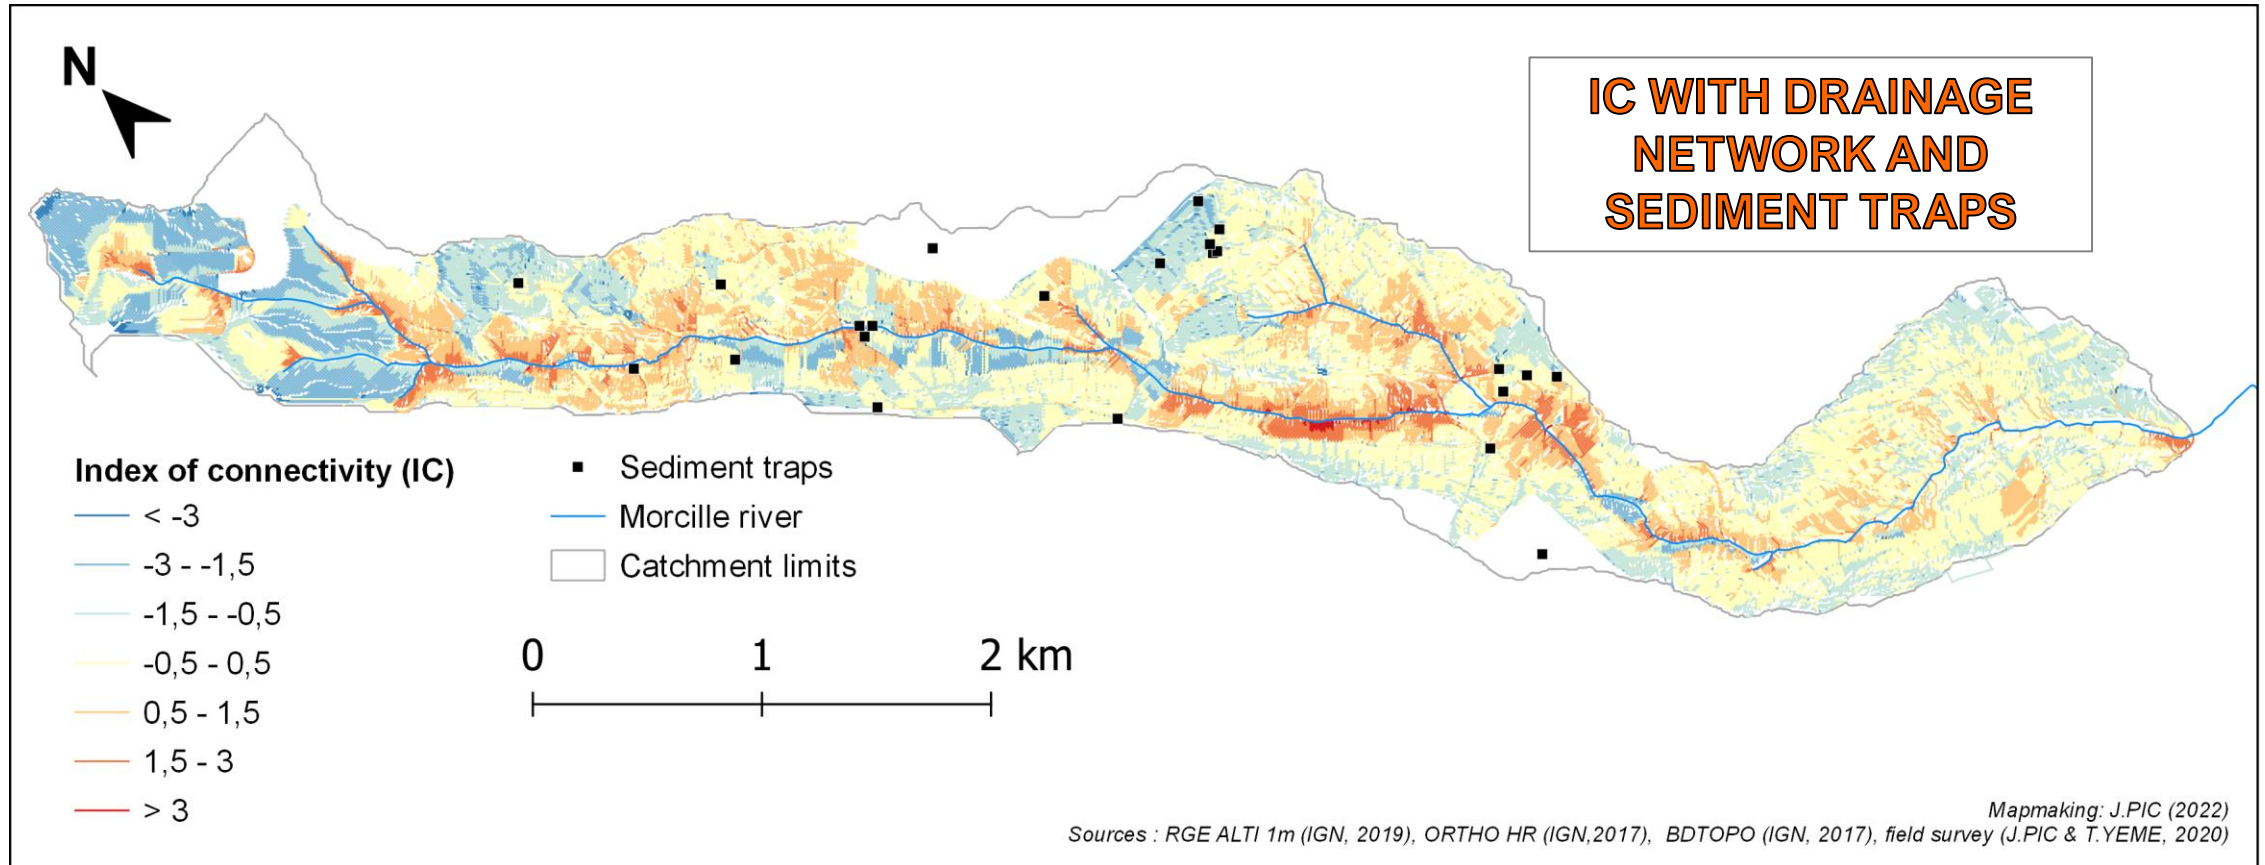 N
IC WITH DRAINAGE
NETWORK AND
SEDIMENT TRAPS
Index of connectivity (IC)
< -3
-3 - -1,5
-1,5 - -0,5
-0,5 - 0,5
0,5 - 1,5
1,5 - 3
> 3
Sediment traps
Morcille river
Catchment limits
0 1 2 km
Mapmaking: J.PIC (2022)
Sources : RGE ALTI 1m (IGN, 2019), ORTHO HR (IGN,2017), BDTOPO (IGN, 2017), field survey (J.PIC & T.YEME, 2020)